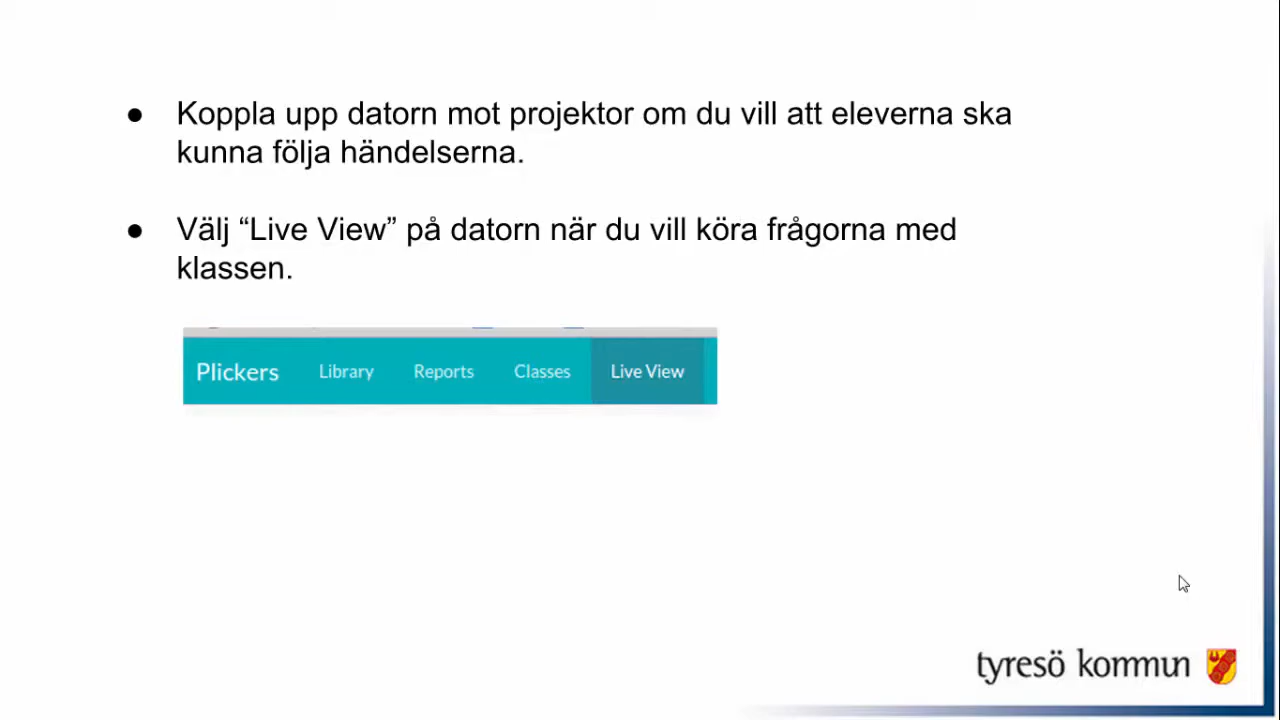 ● Koppla upp datorn mot projektor om du vill att eleverna ska
kunna följa händelserna.
● Välj “Live View” på datorn när du vill köra frågorna med
klassen.
Plickers Library Reports Classes Live View
tyresö kommun